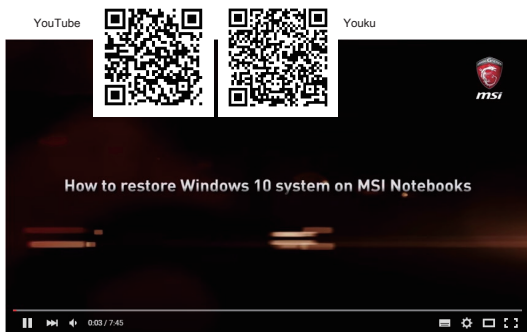 YouTube
Youku
msi
How to restore Windows 10 system on MSI Notebooks
0:03 / 7:45